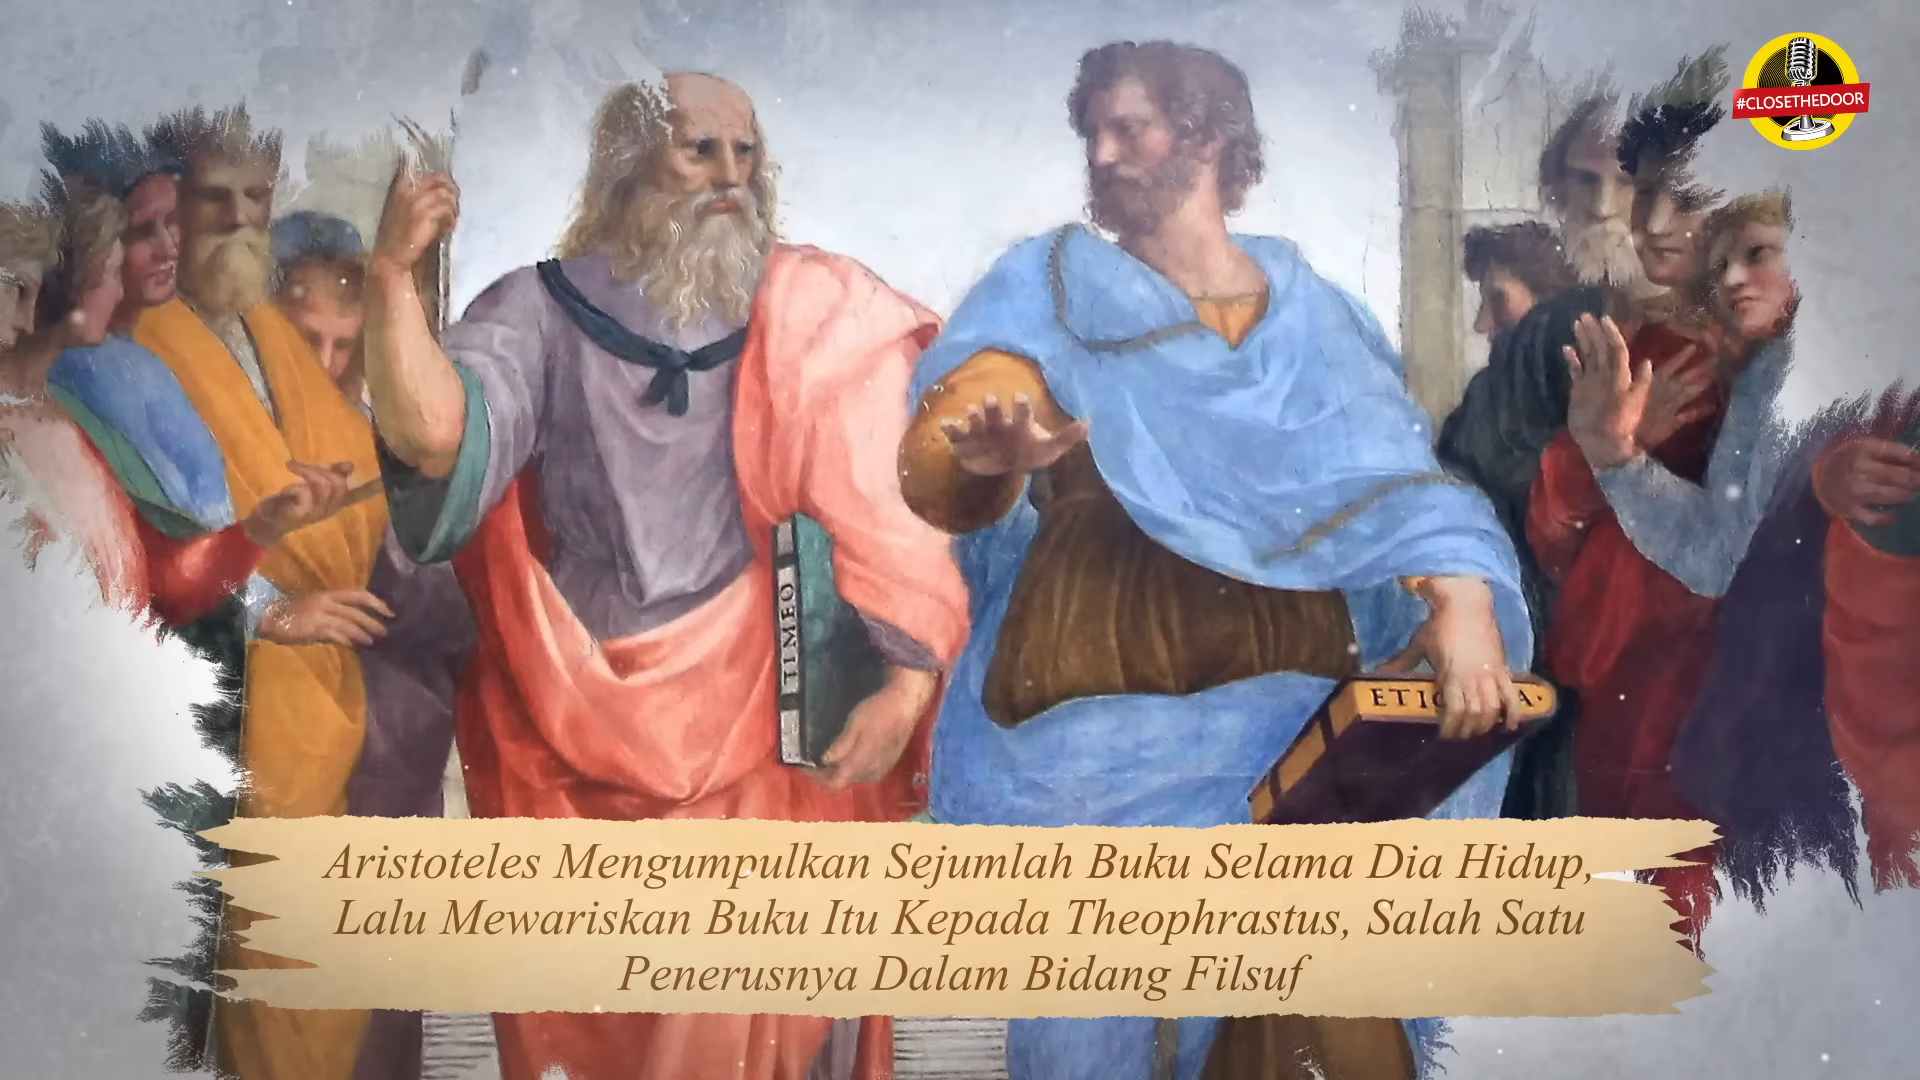 #CLOSETHEDOOR
TIMEO
ETIC A·
Aristoteles Mengumpulkan Sejumlah Buku Selama Dia Hidup,
Lalu Mewariskan Buku Itu Kepada Theophrastus, Salah Satu
Penerusnya Dalam Bidang Filsuf